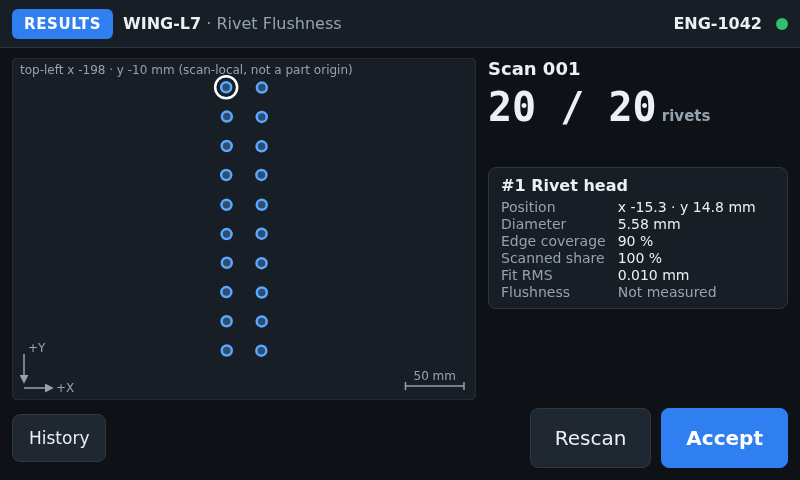 RESULTS WING-L7 · Rivet Flushness ENG-1042
top-left x -198 · y -10 mm (scan-local, not a part origin)
+Y
+X
50 mm
Scan 001
20 / 20 rivets
#1 Rivet head
Position x -15.3 · y 14.8 mm
Diameter 5.58 mm
Edge coverage 90 %
Scanned share 100 %
Fit RMS 0.010 mm
Flushness Not measured
History Rescan Accept